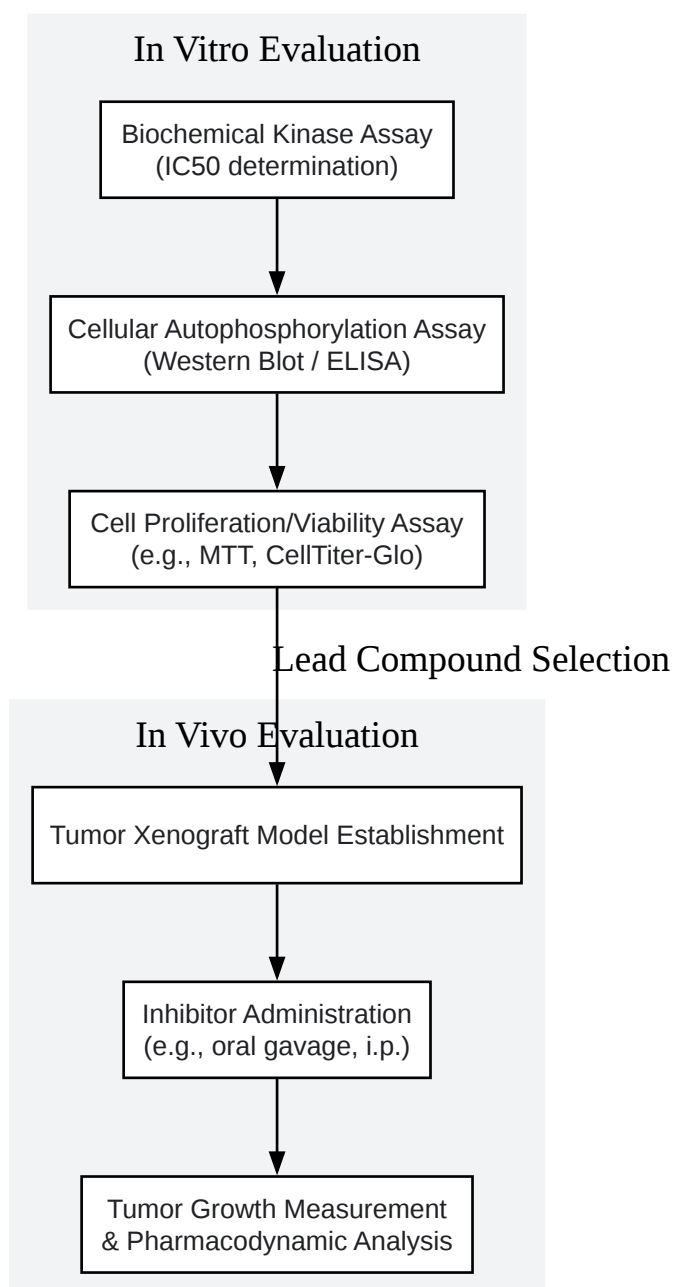 In Vitro Evaluation
Biochemical Kinase Assay
(IC50 determination)
Cellular Autophosphorylation Assay
(Western Blot / ELISA)
Cell Proliferation/Viability Assay
(e.g., MTT, CellTiter-Glo)
Lead Compound Selection
In Vivo Evaluation
Tumor Xenograft Model Establishment
Inhibitor Administration
(e.g., oral gavage, i.p.)
Tumor Growth Measurement
& Pharmacodynamic Analysis